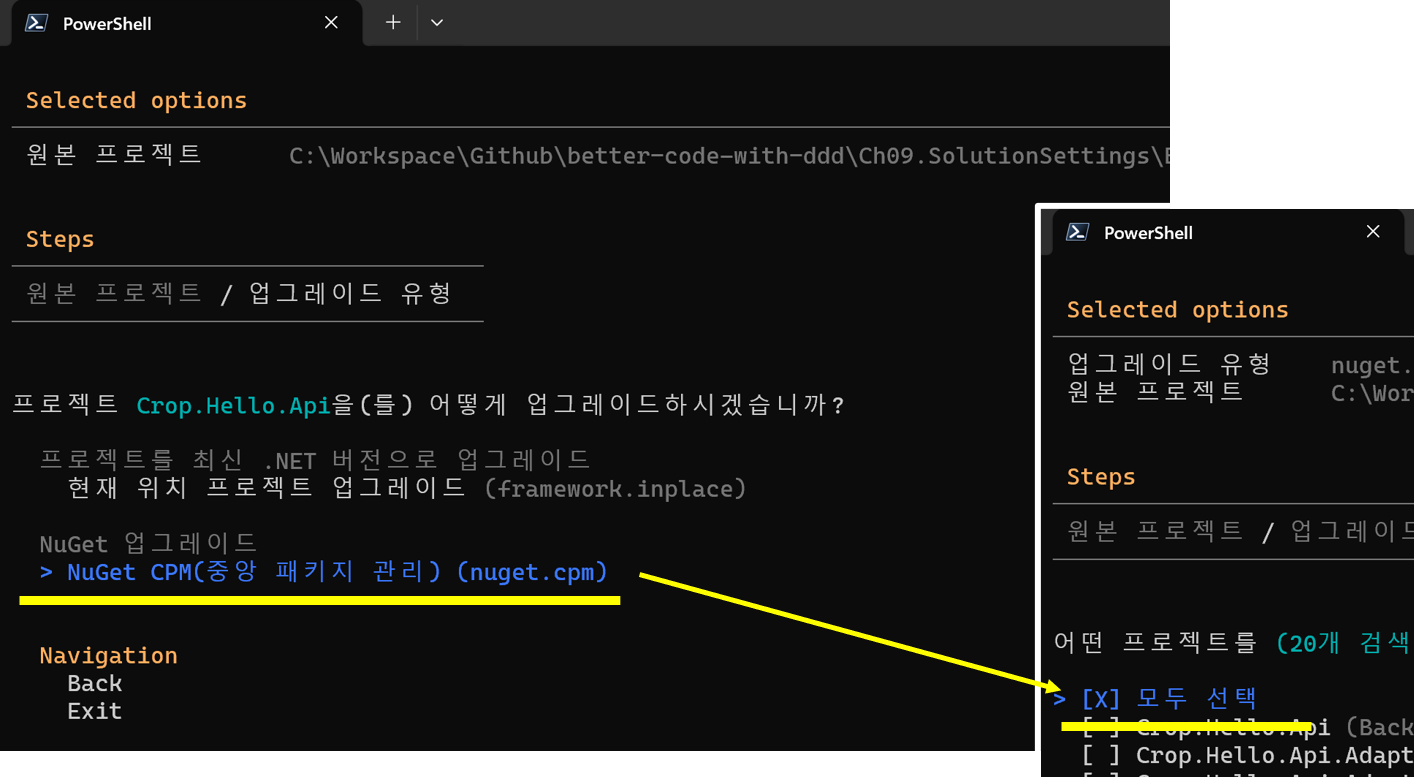 PowerShell
Selected options
원본 프로젝트 C:\Workspace\Github\better-code-with-ddd\Ch09.SolutionSettings\
Steps
원본 프로젝트 / 업그레이드 유형
프로젝트 Crop.Hello.Api을(를) 어떻게 업그레이드하시겠습니까?
프로젝트를 최신 .NET 버전으로 업그레이드
현재 위치 프로젝트 업그레이드 (framework.inplace)
NuGet 업그레이드
> NuGet CPM(중앙 패키지 관리) (nuget.cpm)
Navigation
Back
Exit
PowerShell
Selected options
업그레이드 유형 nuget.
원본 프로젝트 C:\Wor
Steps
원본 프로젝트 / 업그레이드
어떤 프로젝트를 (20개 검색
> [X] 모두 선택
[ ] Crop.Hello.Api (Back
[ ] Crop.Hello.Api.Adapt